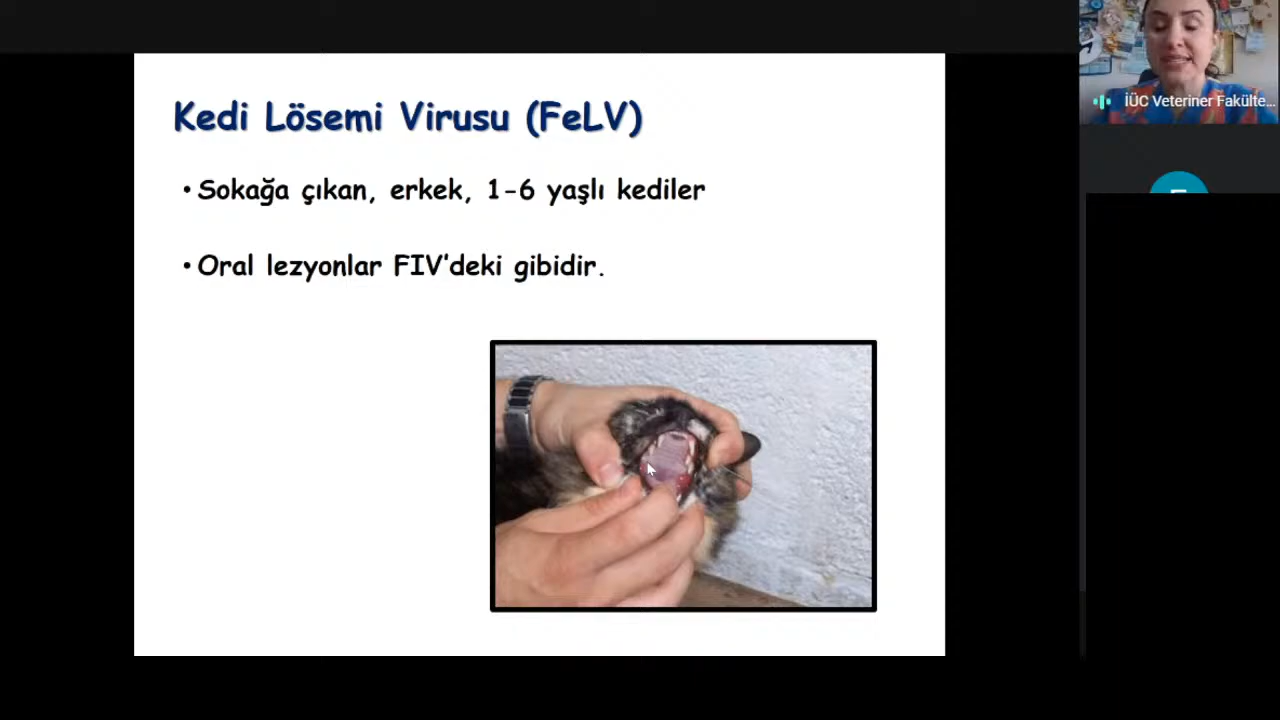 Kedi Lösemi Virusu (FeLV)
• Sokağa çıkan, erkek, 1-6 yaşlı kediler
• Oral lezyonlar FIV'deki gibidir.
İÜC Veteriner Fakülte...